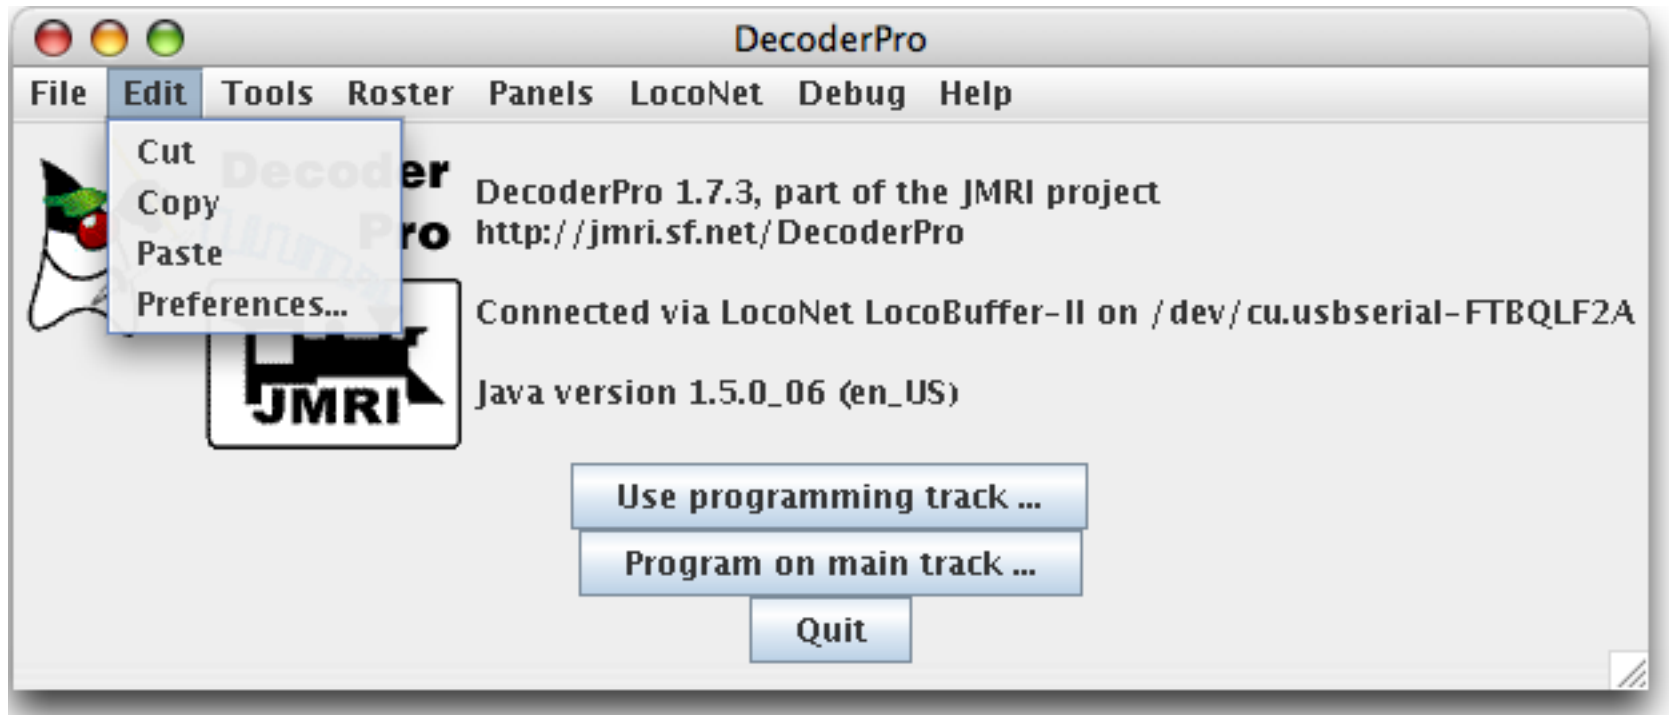 DecoderPro
File Edit Tools Roster Panels LocoNet Debug Help
Cut
Copy
Paste
Preferences...
Decoder
Pro
DecoderPro 1.7.3, part of the JMRI project
http://jmri.sf.net/DecoderPro
Connected via LocoNet LocoBuffer-II on /dev/cu.usbserial-FTBQLF2A
JMRI
Java version 1.5.0_06 (en_US)
Use programming track ...
Program on main track ...
Quit